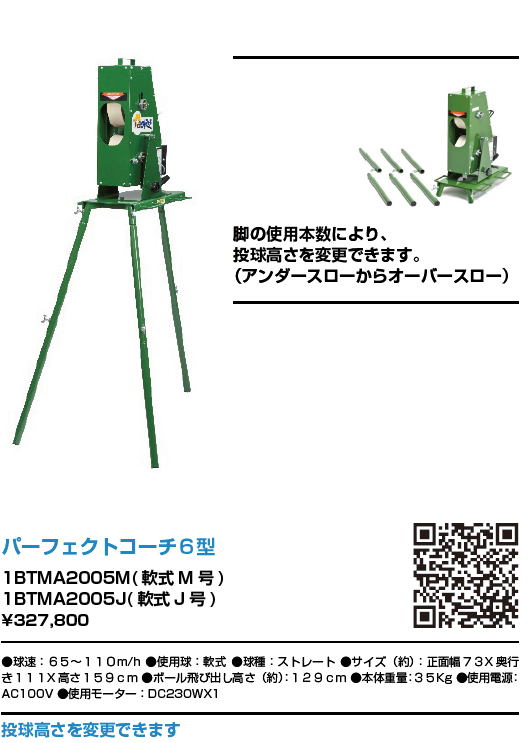 脚の使用本数により、
投球高さを変更できます。
（アンダースローからオーバースロー）
パーフェクトコーチ６型
1BTMA2005M( 軟式 M 号 )
1BTMA2005J( 軟式 J 号 )
¥327,800
●球速：６５～１１０m/h ●使用球：軟式 ●球種：ストレート ●サイズ（約）：正面幅７３X 奥行
き１１１X 高さ１５９ｃｍ ●ボール飛び出し高さ（約）：１２９ｃｍ ●本体重量：３５Kg ●使用電源：
AC100V ●使用モーター：DC230WX1
投球高さを変更できます